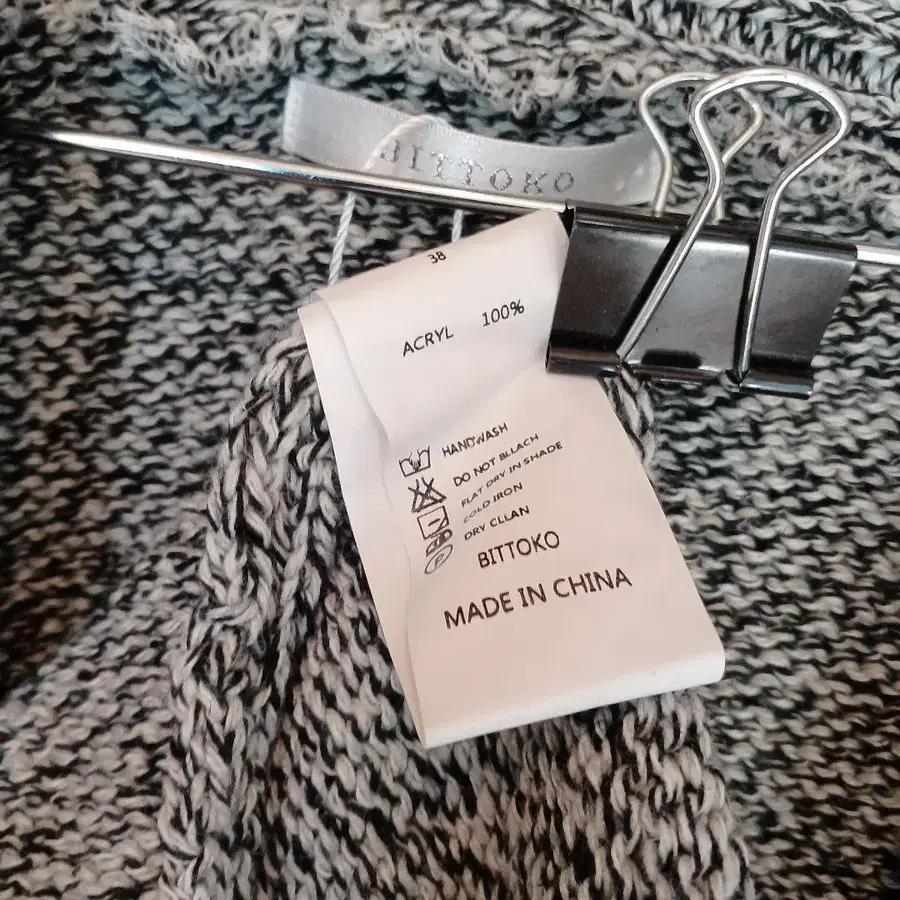 BITTOKO
38
ACRYL 100%
HANDWASH
DO NOT BLLACH
FLAT DRY IN SHADE
COLD IRON
DRY CLLAN
P
BITTOKO
MADE IN CHINA